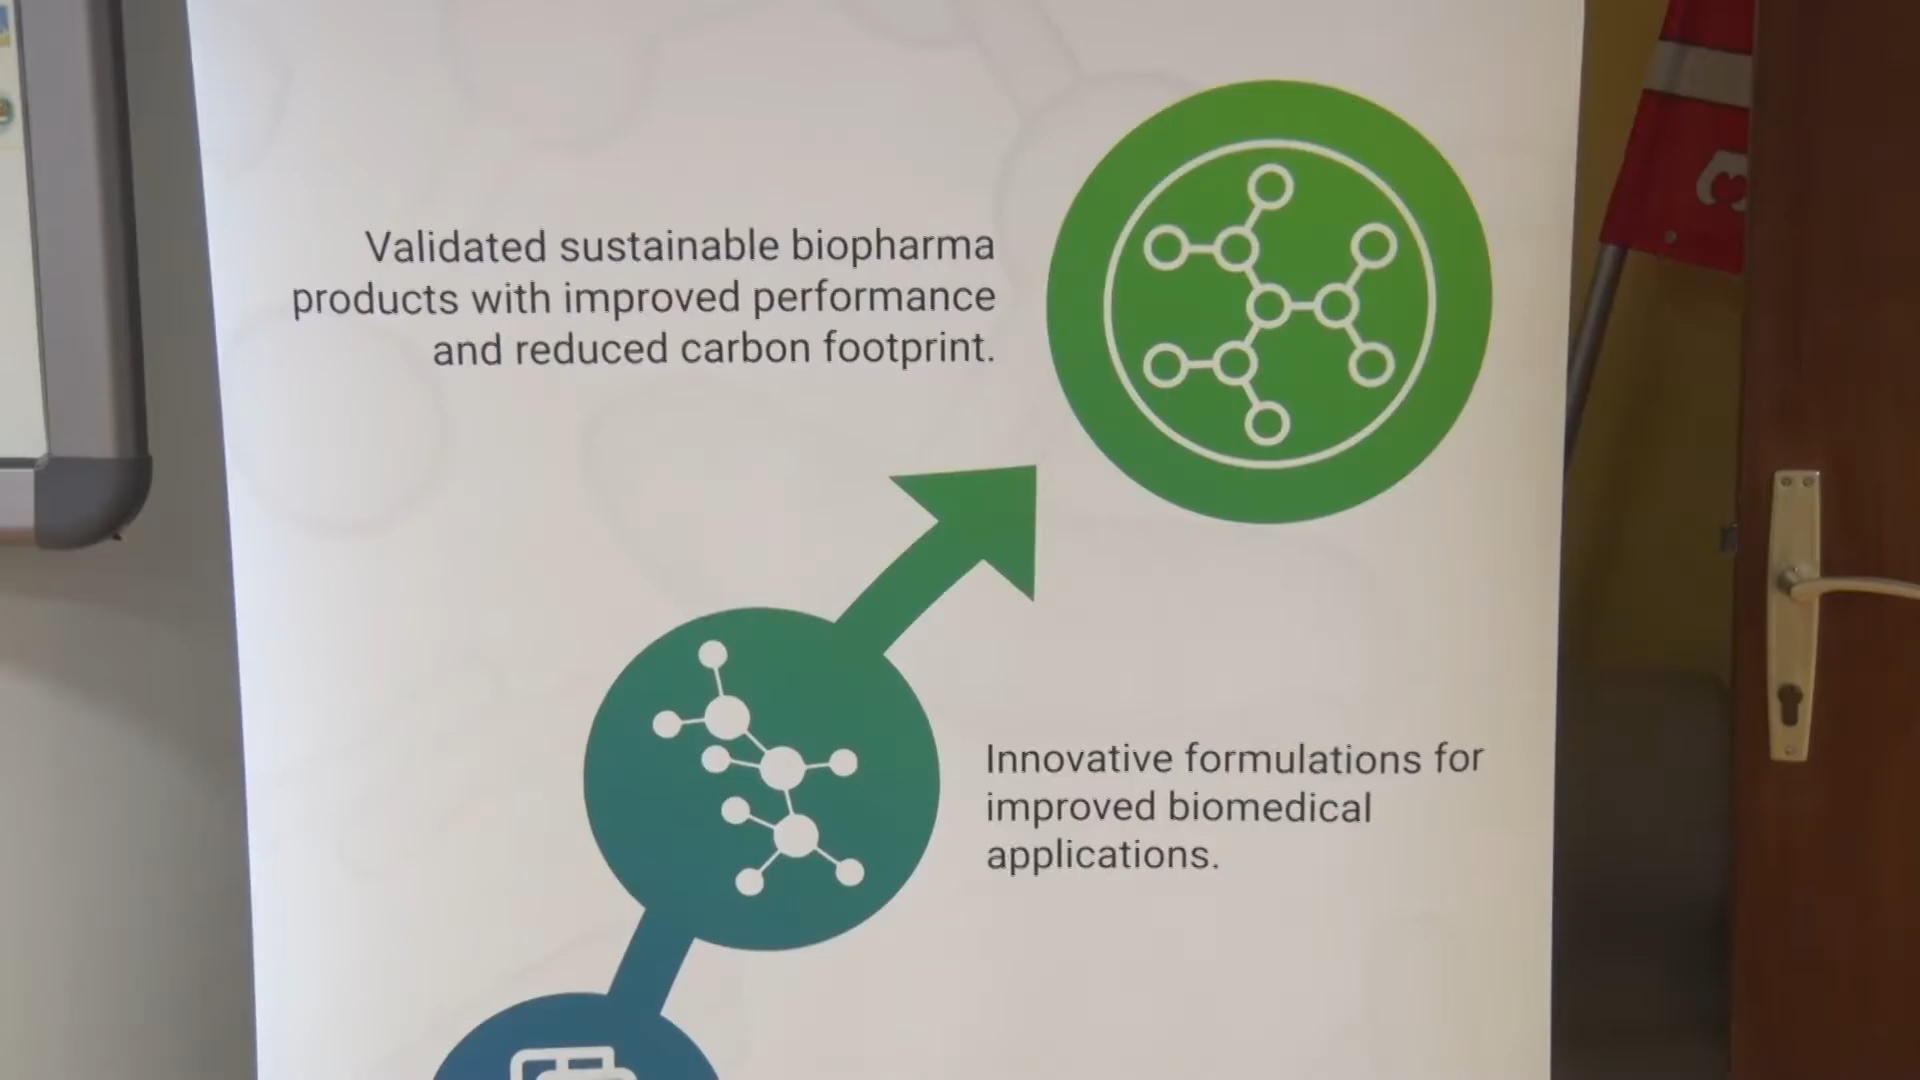 Validated sustainable biopharma
products with improved performance
and reduced carbon footprint.
Innovative formulations for
improved biomedical
applications.